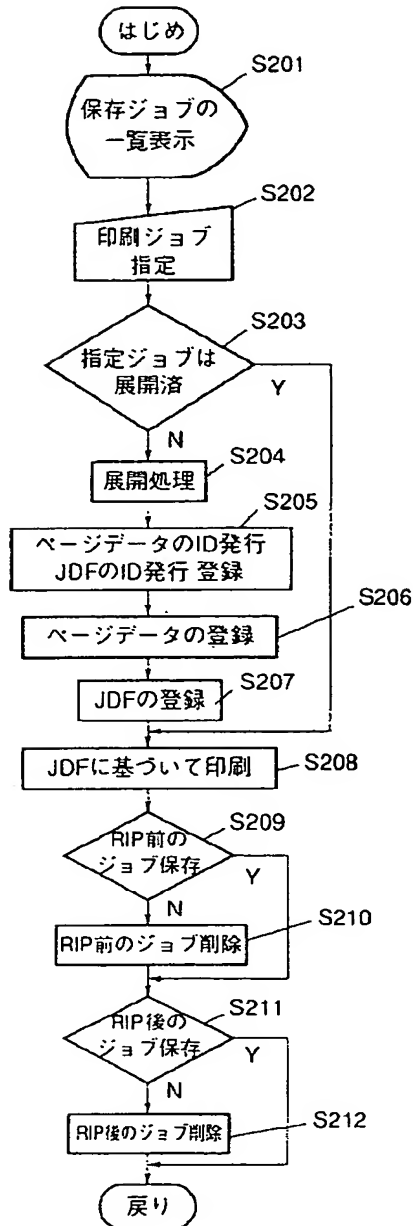 はじめ
S201
保存ジョブの
一覧表示
S202
印刷ジョブ
指定
S203
指定ジョブは
展開済
Y
N
S204
展開処理
S205
ページデータのID発行
JDFのID発行 登録
S206
ページデータの登録
S207
JDFの登録
S208
JDFに基づいて印刷
S209
RIP前の
ジョブ保存
Y
N
S210
RIP前のジョブ削除
S211
RIP後の
ジョブ保存
Y
N
S212
RIP後のジョブ削除
戻り